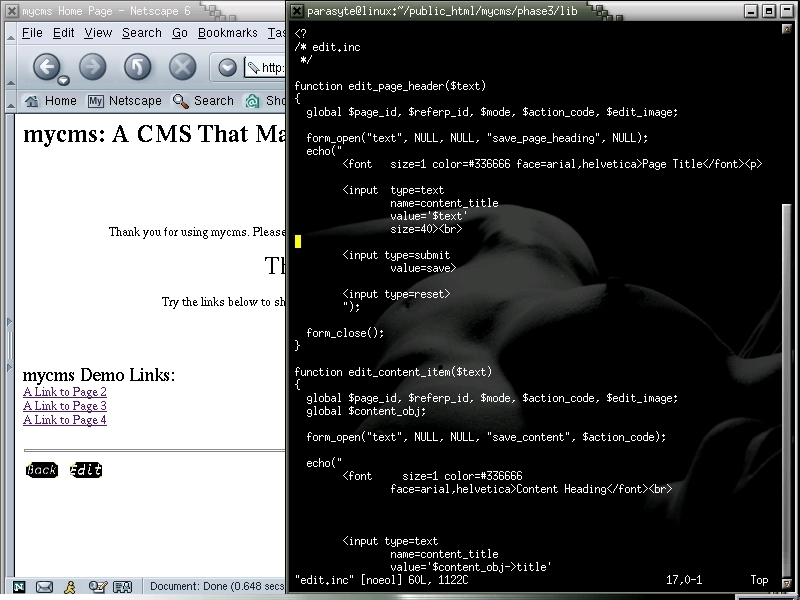 mycms Home Page - Netscape 6
File Edit View Search Go Bookmarks Tas
http:
Home My Netscape Search Sho
mycms: A CMS That Ma
Thank you for using mycms. Please
Th
Try the links below to sh
mycms Demo Links:
A Link to Page 2
A Link to Page 3
A Link to Page 4
Back Edit
Document: Done (0.648 secs
parasyte@linux:~/public_html/mycms/phase3/lib
<?
/* edit.inc
*/
function edit_page_header($text)
{
global $page_id, $referp_id, $mode, $action_code, $edit_image;
form_open("text", NULL, NULL, "save_page_heading", NULL);
echo("
<font   size=1 color=#336666 face=arial,helvetica>Page Title</font><p>
<input  type=text
name=content_title
value='$text'
size=40><br>
<input type=submit
value=save>
<input type=reset>
");
form_close();
}
function edit_content_item($text)
{
global $page_id, $referp_id, $mode, $action_code, $edit_image;
global $content_obj;
form_open("text", NULL, NULL, "save_content", $action_code);
echo("
<font     size=1 color=#336666
face=arial,helvetica>Content Heading</font><br>
<input type=text
name=content_title
value='$content_obj->title'
"edit.inc" [noeol] 60L, 1122C 17,0-1 Top